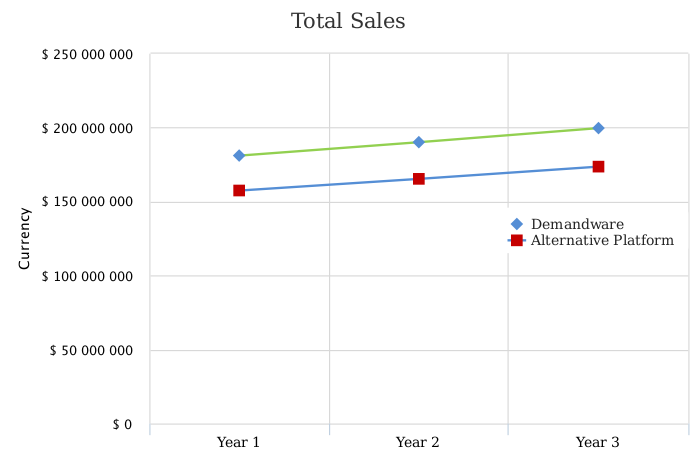 Total Sales
$ 250 000 000
$ 200 000 000
$ 150 000 000
$ 100 000 000
$ 50 000 000
$ 0
Currency
Demandware
Alternative Platform
Year 1 Year 2 Year 3